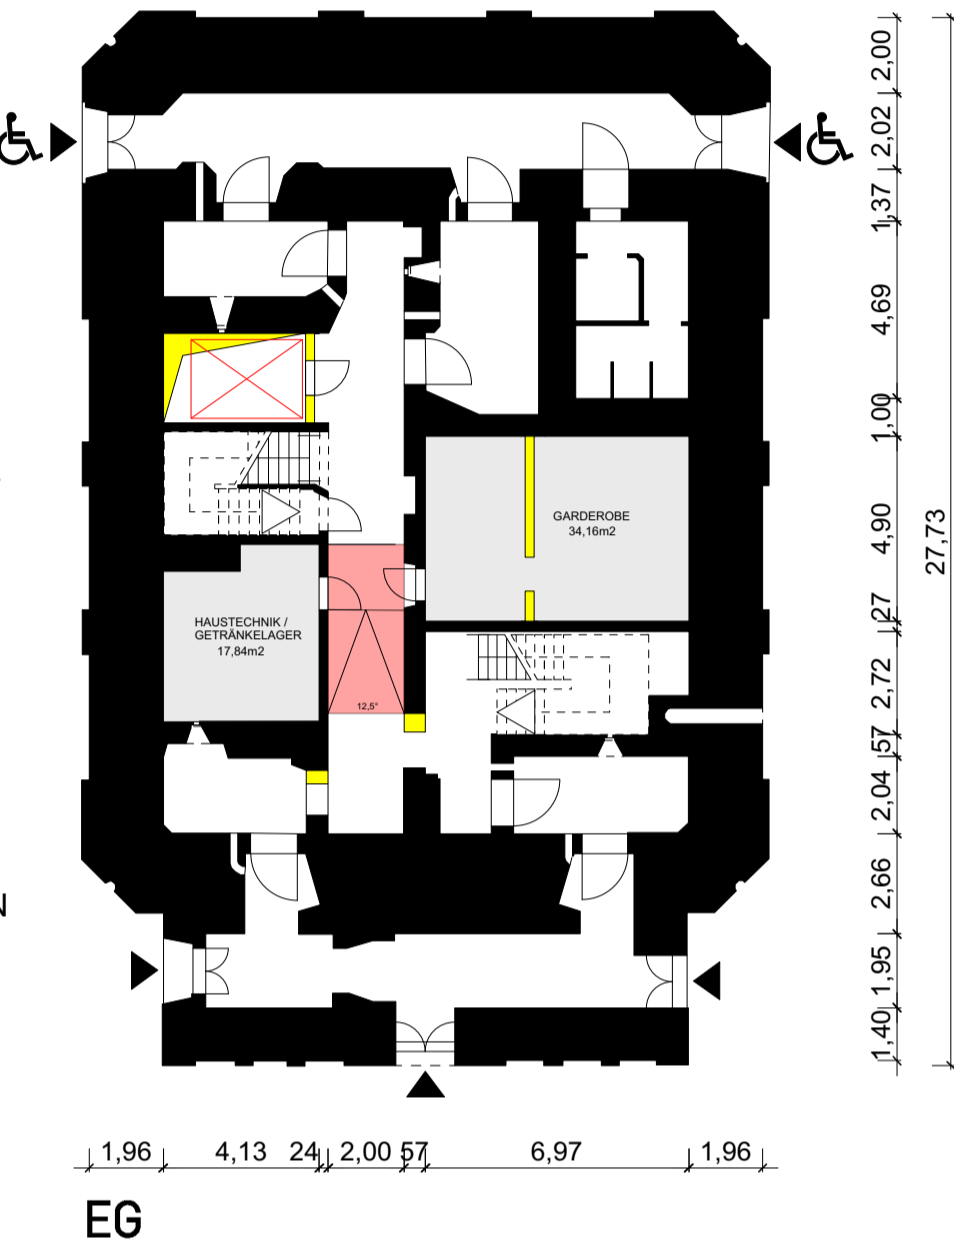 2,00
2,02
1,37
4,69
1,00
4,90
27
2,72
57
2,04
2,66
1,95
1,40
27,73
GARDEROBE
34,16m2
HAUSTECHNIK /
GETRÄNKELAGER
17,84m2
12,5°
N
1,96 4,13 24 2,00 57 6,97 1,96
EG